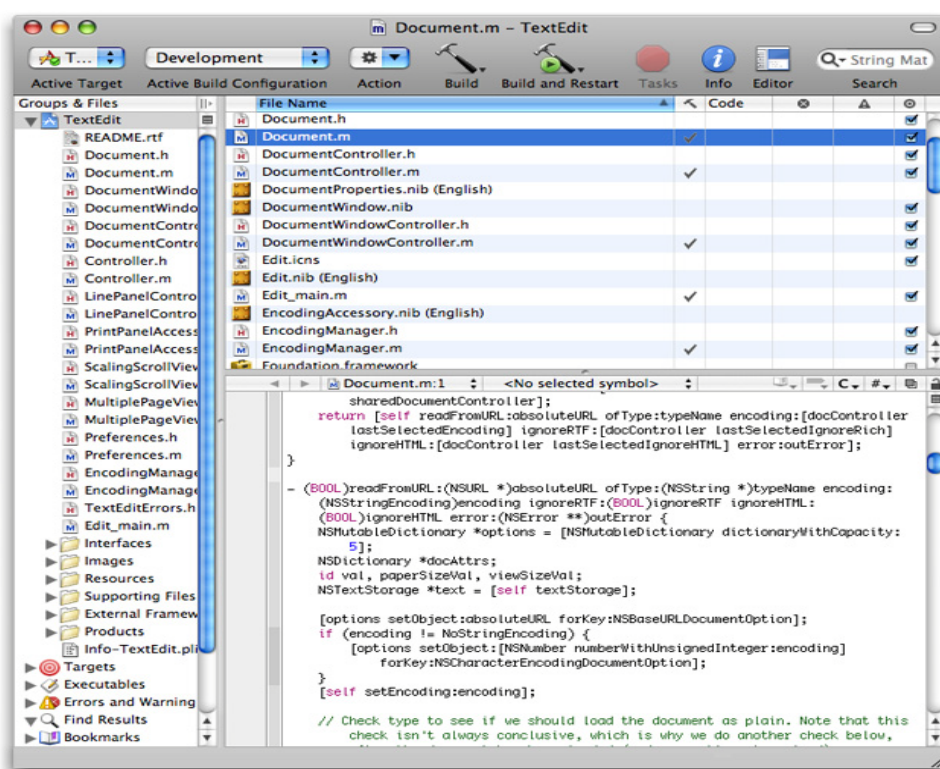 Document.m – TextEdit
T... Development
Active Target Active Build Configuration Action Build Build and Restart Tasks Info Editor Search
String Mat
Groups & Files
TextEdit
README.rtf
Document.h
Document.m
DocumentWindo
DocumentWindo
DocumentContro
DocumentContro
Controller.h
Controller.m
LinePanelContro
LinePanelContro
PrintPanelAccess
PrintPanelAccess
ScalingScrollView
ScalingScrollView
MultiplePageView
MultiplePageView
Preferences.h
Preferences.m
EncodingManage
EncodingManage
TextEditErrors.h
Edit_main.m
Interfaces
Images
Resources
Supporting Files
External Framew
Products
Info-TextEdit.pli
Targets
Executables
Errors and Warning
Find Results
Bookmarks
File Name Code
Document.h
Document.m
DocumentController.h
DocumentController.m
DocumentProperties.nib (English)
DocumentWindow.nib
DocumentWindowController.h
DocumentWindowController.m
Edit.icns
Edit.nib (English)
Edit_main.m
EncodingAccessory.nib (English)
EncodingManager.h
EncodingManager.m
Foundation.framework
Document.m:1 <No selected symbol> C #
sharedDocumentController];
return [self readFromURL:absoluteURL ofType:typeName encoding:[docController
lastSelectedEncoding] ignoreRTF:[docController lastSelectedIgnoreRich]
ignoreHTML:[docController lastSelectedIgnoreHTML] error:outError];
}
- (BOOL)readFromURL:(NSURL *)absoluteURL ofType:(NSString *)typeName encoding:
(NSStringEncoding)encoding ignoreRTF:(BOOL)ignoreRTF ignoreHTML:
(BOOL)ignoreHTML error:(NSError **)outError {
NSMutableDictionary *options = [NSMutableDictionary dictionaryWithCapacity:
5];
NSDictionary *docAttrs;
id val, paperSizeVal, viewSizeVal;
NSTextStorage *text = [self textStorage];
[options setObject:absoluteURL forKey:NSBaseURLDocumentOption];
if (encoding != NoStringEncoding) {
[options setObject:[NSNumber numberWithUnsignedInteger:encoding]
forKey:NSCharacterEncodingDocumentOption];
}
[self setEncoding:encoding];
// Check type to see if we should load the document as plain. Note that this
check isn't always conclusive, which is why we do another check below,